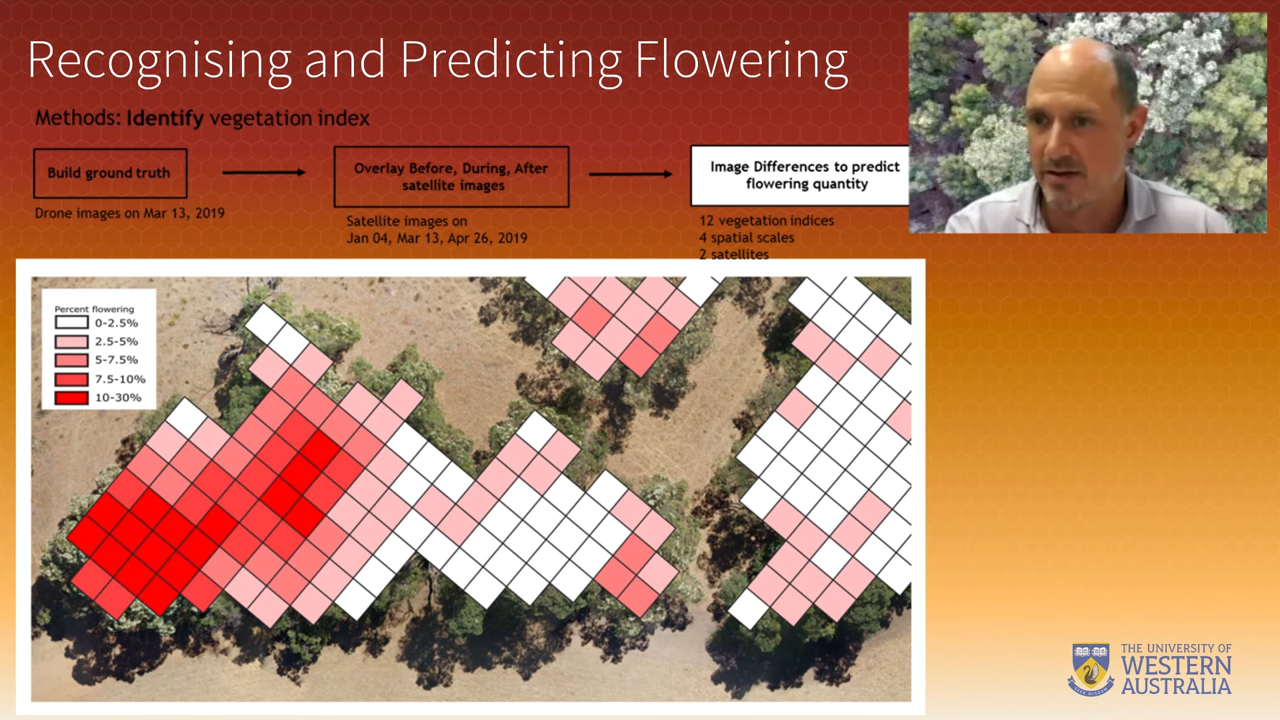 Recognising and Predicting Flowering
Methods: Identify vegetation index
Build ground truth
Drone images on Mar 13, 2019
Overlay Before, During, After
satellite images
Satellite images on
Jan 04, Mar 13, Apr 26, 2019
Image Differences to predict
flowering quantity
12 vegetation indices
4 spatial scales
2 satellites
Percent flowering
0-2.5%
2.5-5%
5-7.5%
7.5-10%
10-30%
THE UNIVERSITY OF
WESTERN
AUSTRALIA